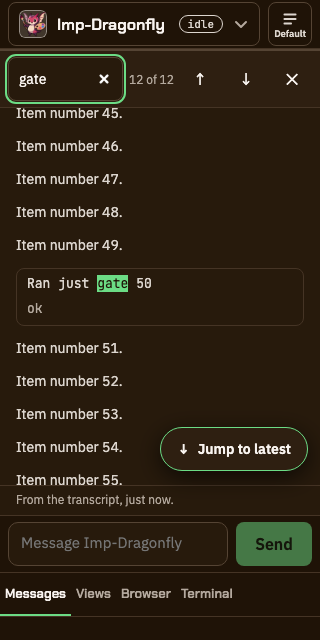 Imp-Dragonfly idle
Default
gate 12 of 12
Item number 45.
Item number 46.
Item number 47.
Item number 48.
Item number 49.
Ran just gate 50
ok
Item number 51.
Item number 52.
Item number 53.
Item number 54.
Jump to latest
Item number 55.
From the transcript, just now.
Message Imp-Dragonfly
Send
Messages Views Browser Terminal